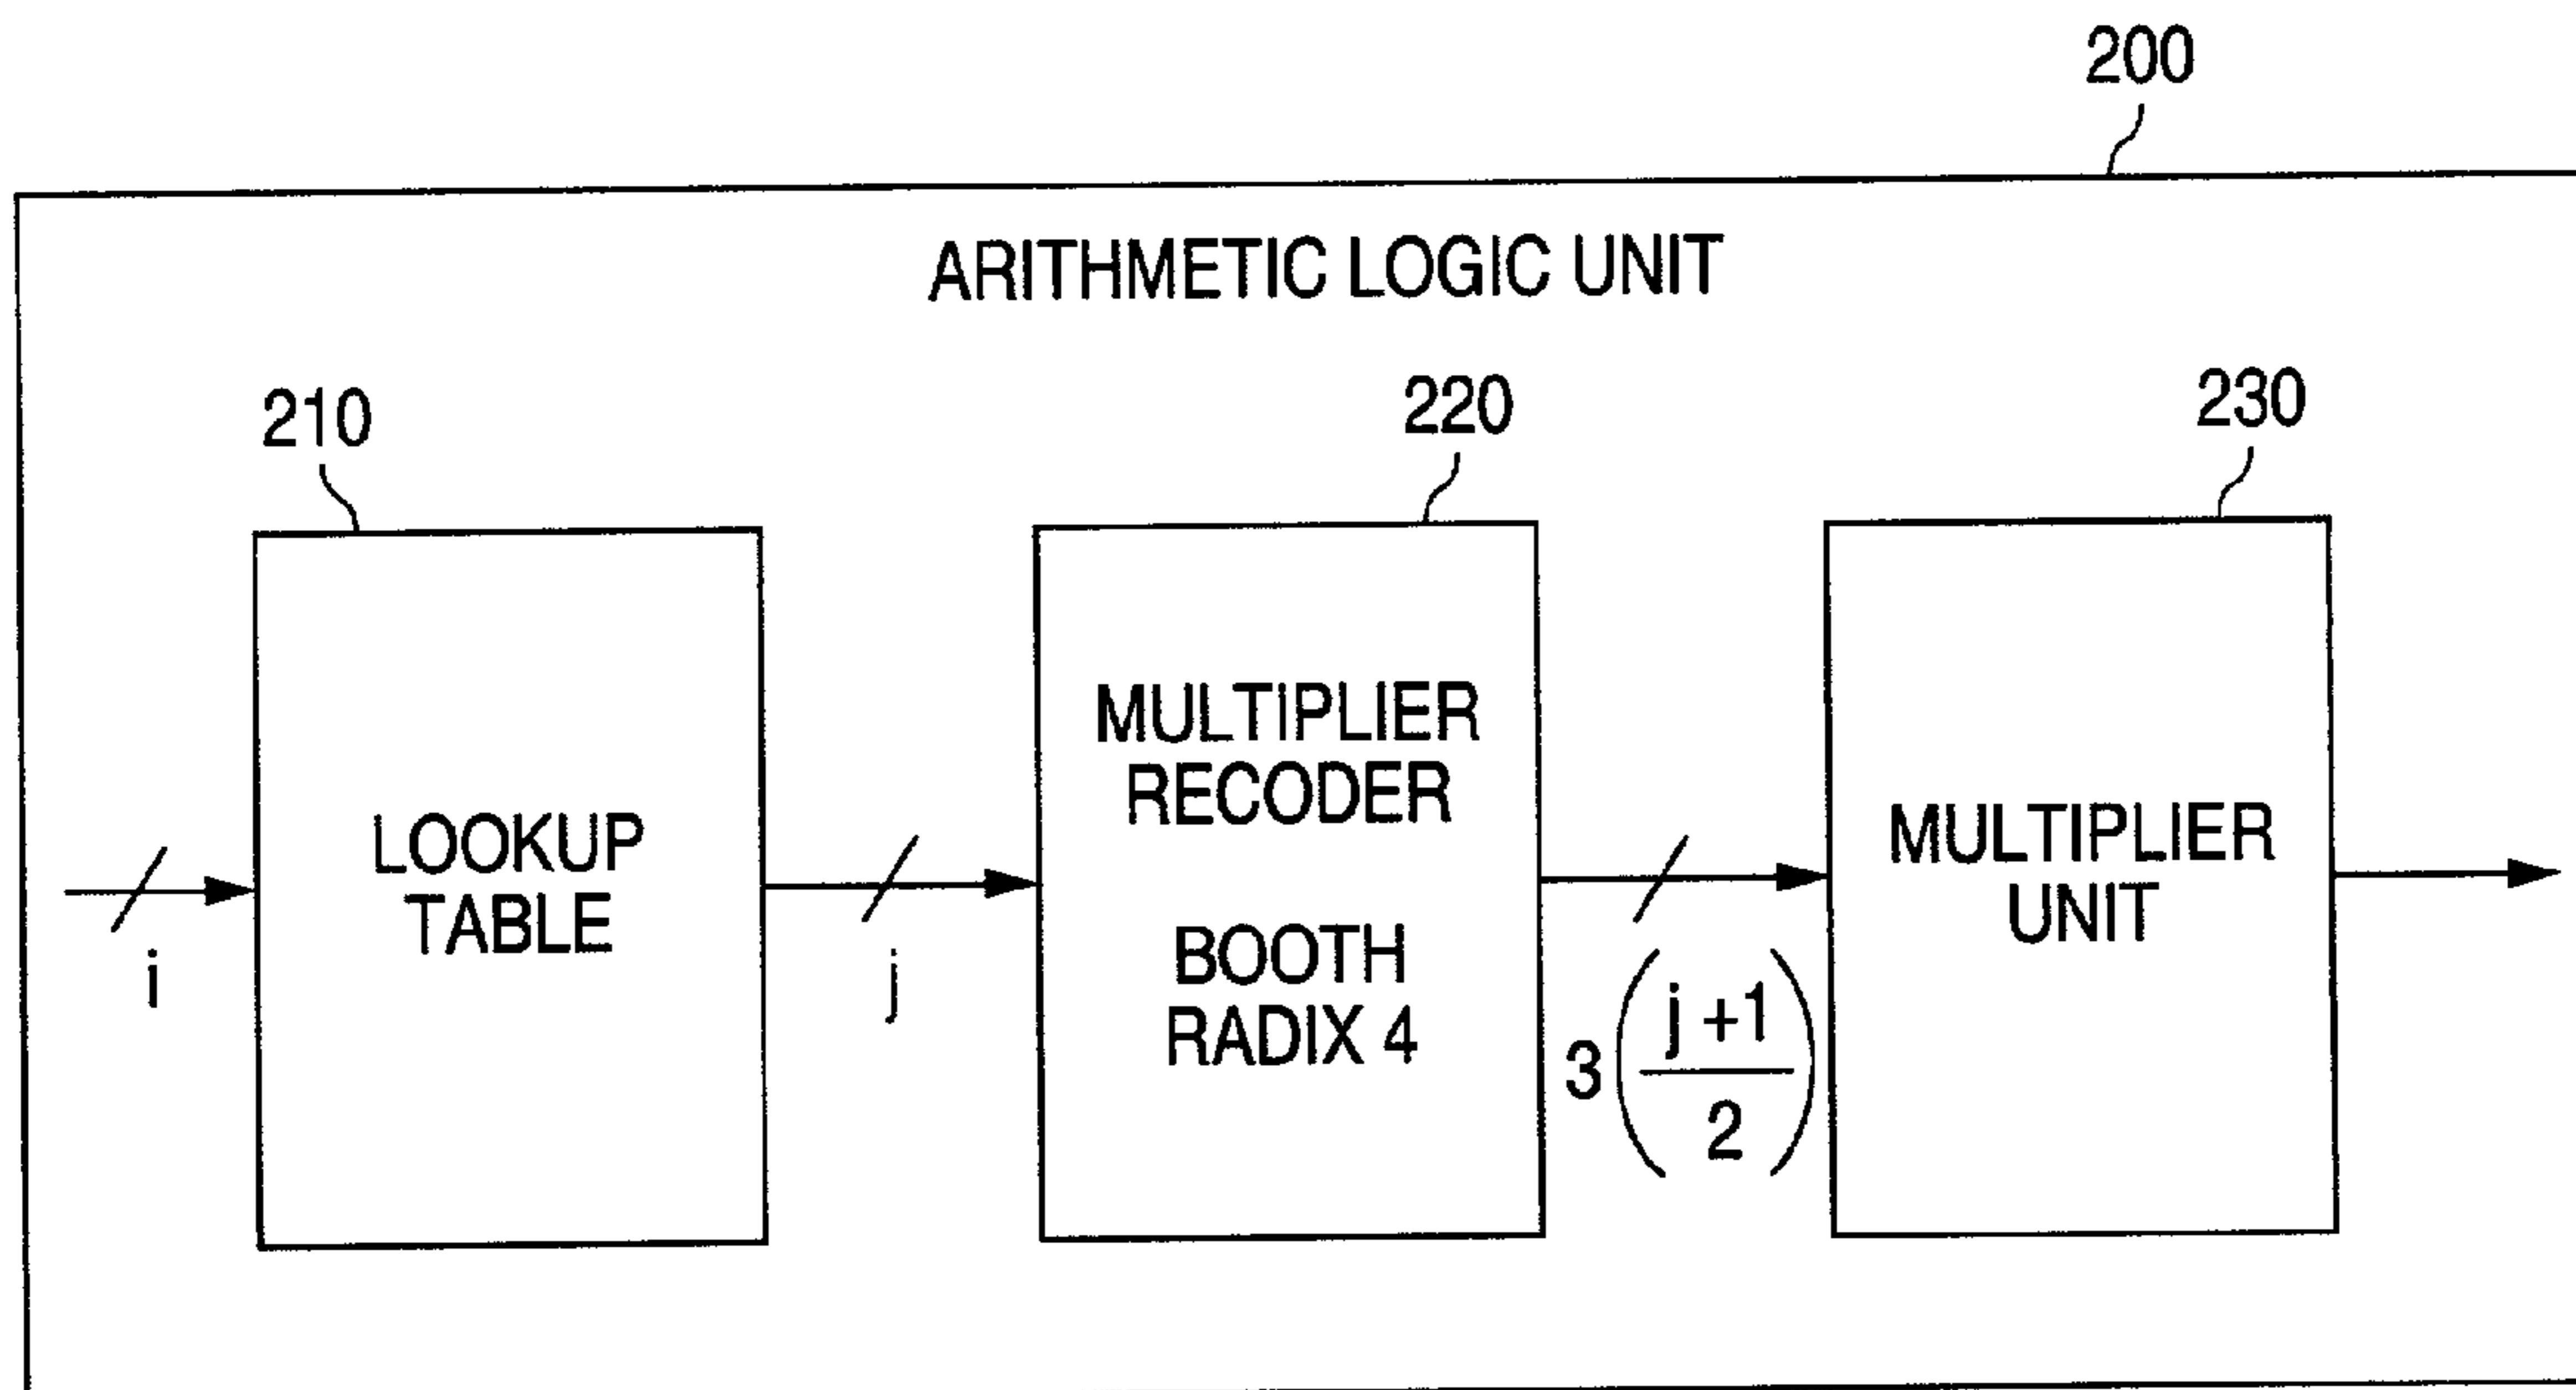 200
ARITHMETIC LOGIC UNIT
210
220
230
LOOKUP
TABLE
MULTIPLIER
RECODER
BOOTH
RADIX 4
MULTIPLIER
UNIT
i
j
3(j+1/2)